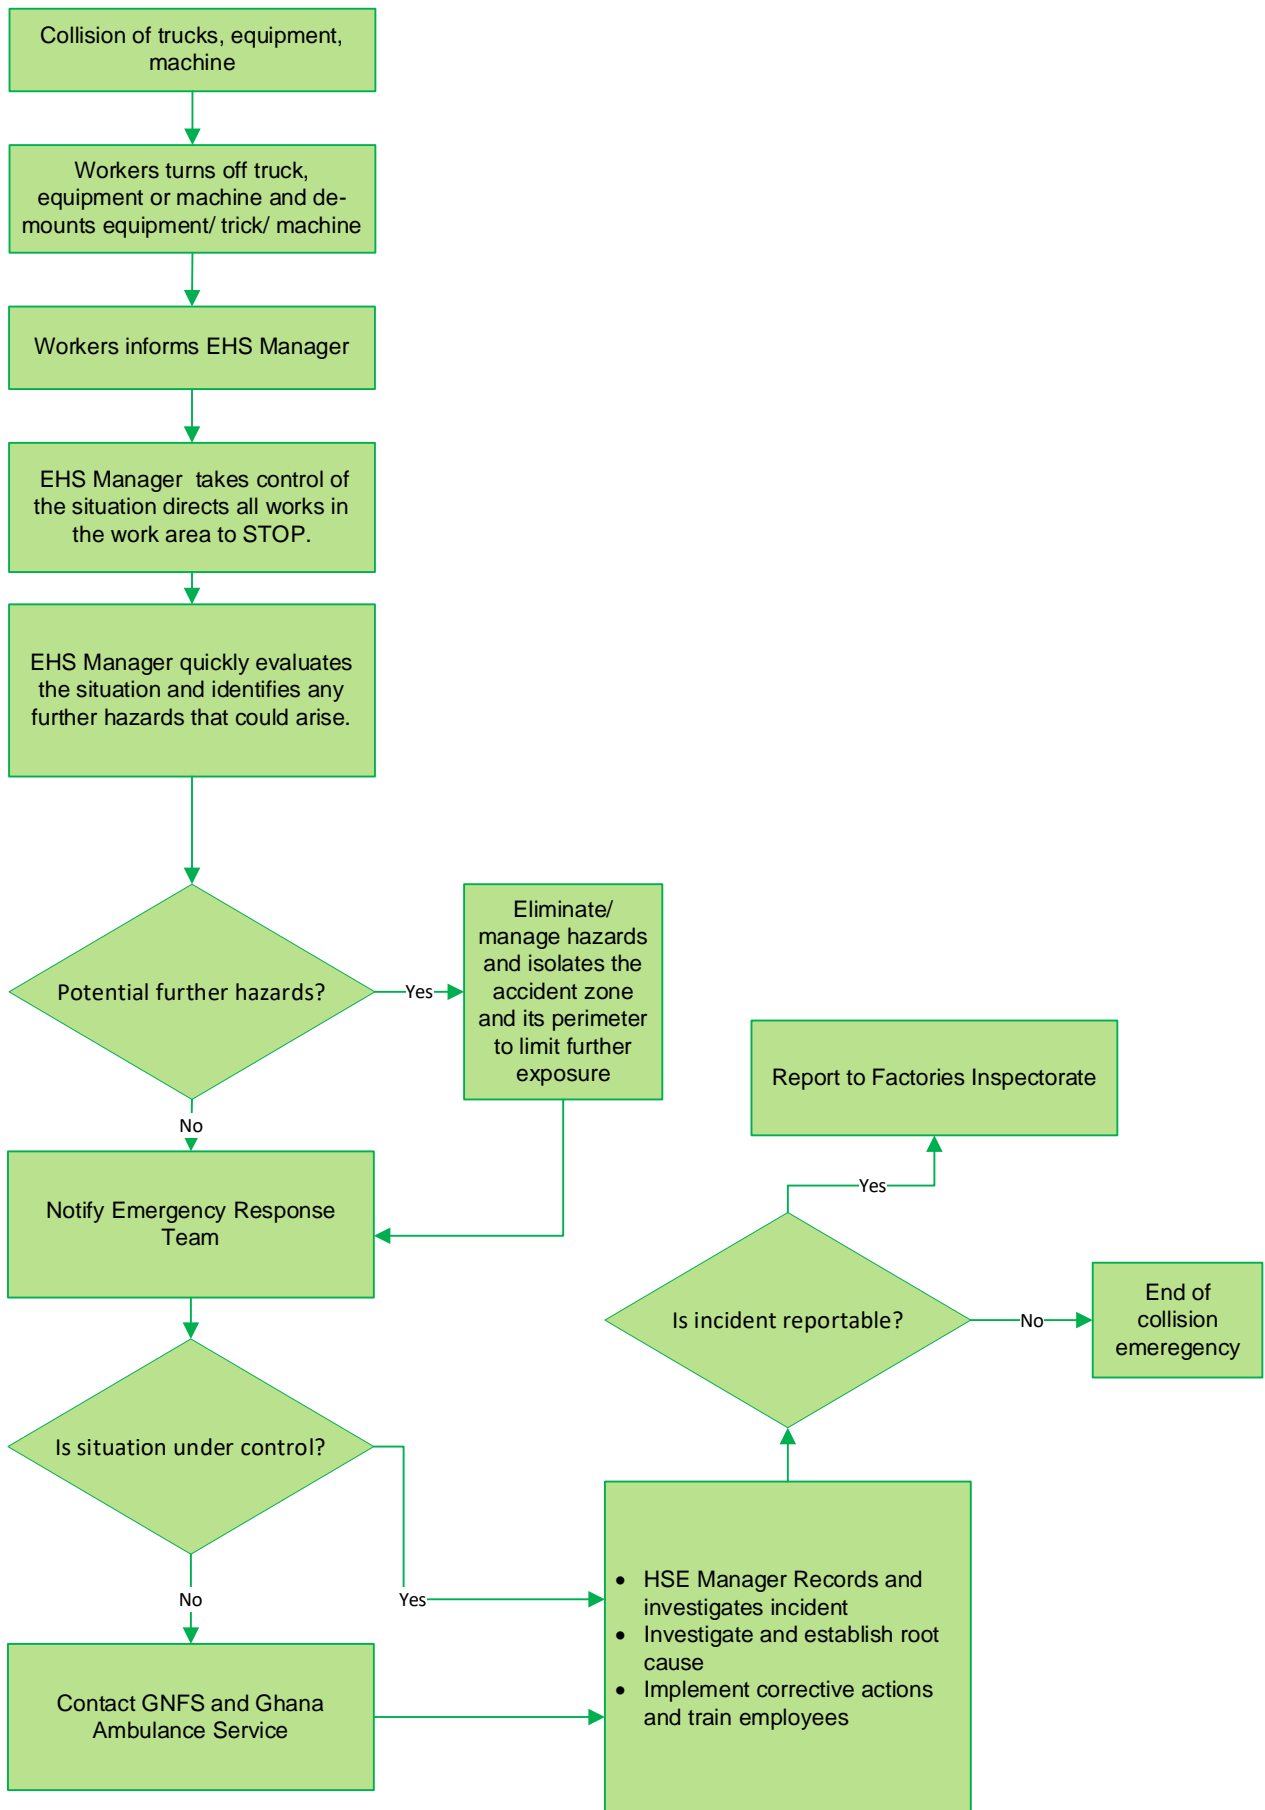 Collision of trucks, equipment,
machine
Workers turns off truck,
equipment or machine and de-
mounts equipment/ trick/ machine
Workers informs EHS Manager
EHS Manager  takes control of
the situation directs all works in
the work area to STOP.
EHS Manager quickly evaluates
the situation and identifies any
further hazards that could arise.
Potential further hazards?
Yes
Eliminate/
manage hazards
and isolates the
accident zone
and its perimeter
to limit further
exposure
No
Notify Emergency Response
Team
Is situation under control?
No
Yes
Contact GNFS and Ghana
Ambulance Service
• HSE Manager Records and
investigates incident
• Investigate and establish root
cause
• Implement corrective actions
and train employees
Is incident reportable?
Yes
Report to Factories Inspectorate
No
End of
collision
emeregency